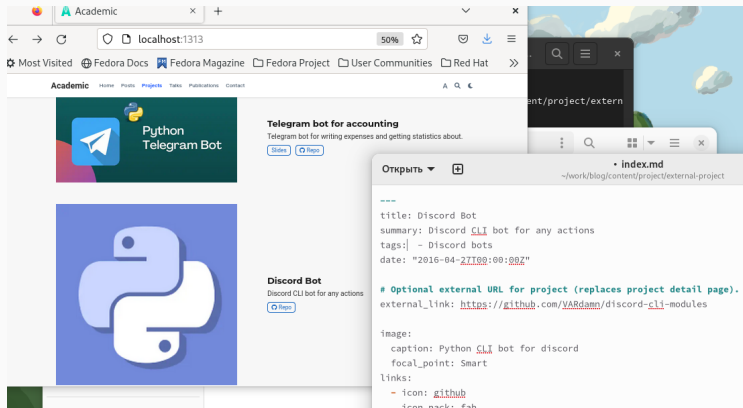 Academic × +
localhost:1313 50%
Most Visited Fedora Docs Fedora Magazine Fedora Project User Communities Red Hat »
Academic Home Posts Projects Talks Publications Contact
Python
Telegram Bot
Telegram bot for accounting
Telegram bot for writing expenses and getting statistics about.
Slides Repo
Discord Bot
Discord CLI bot for any actions
Repo
ent/project/extern
Открыть
• index.md
~/work/blog/content/project/external-project
---
title: Discord Bot
summary: Discord CLI bot for any actions
tags: - Discord bots
date: "2016-04-27T00:00:00Z"
# Optional external URL for project (replaces project detail page).
external_link: https://github.com/VARdamn/discord-cli-modules
image:
caption: Python CLI bot for discord
focal_point: Smart
links:
- icon: github
icon_pack: fab